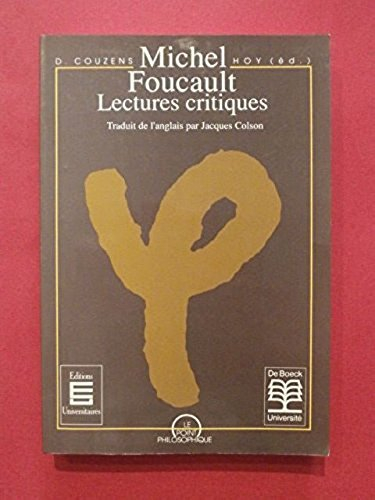 D. COUZENS Michel HOY (éd.)
Foucault
Lectures critiques
Traduit de l'anglais par Jacques Colson
Editions
Universitaires
De Boeck
Université
LE
POINT
PHILOSOPHIQUE